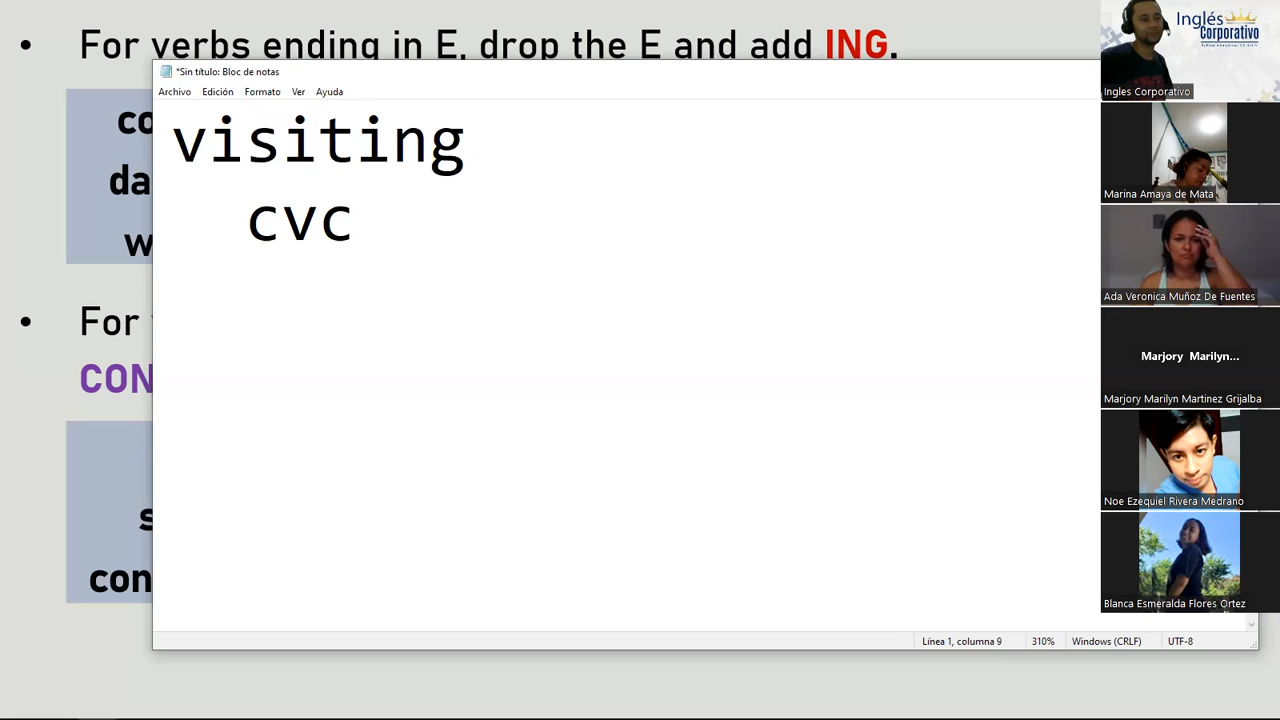 • For verbs ending in E, drop the E and add ING.
*Sin título: Bloc de notas
Archivo Edición Formato Ver Ayuda
visiting
cvc
co
da
w
• For
CON
s
con
Línea 1, columna 9 310% Windows (CRLF) UTF-8
Inglés
Corporativo
Ingles Corporativo
Marina Amaya de Mata
Ada Veronica Muñoz De Fuentes
Marjory Marilyn...
Marjory Marilyn Martinez Grijalba
Noe Ezequiel Rivera Medrano
Blanca Esmeralda Flores Ortez